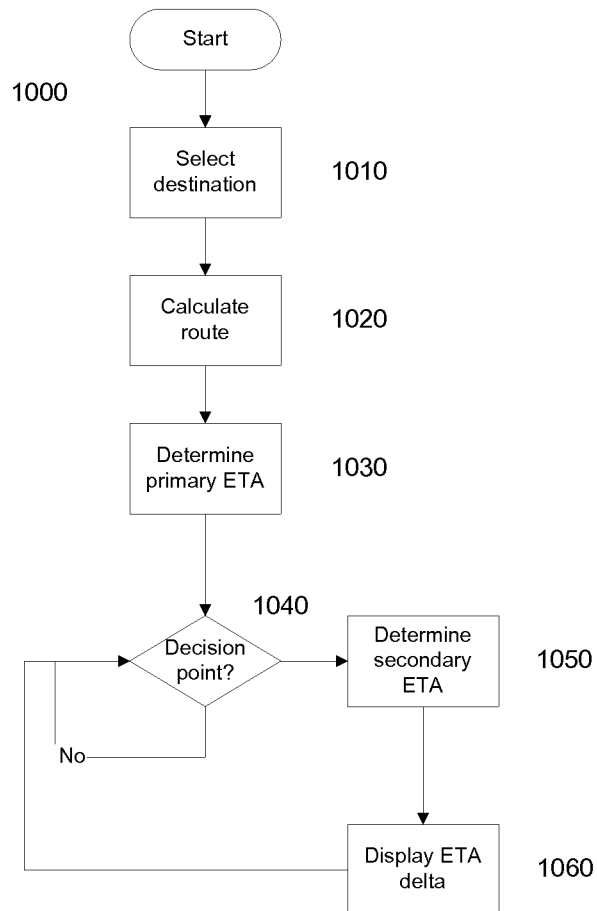 Start
1000
Select
destination
1010
Calculate
route
1020
Determine
primary ETA
1030
1040
Decision
point?
Determine
secondary
ETA
1050
No
Display ETA
delta
1060